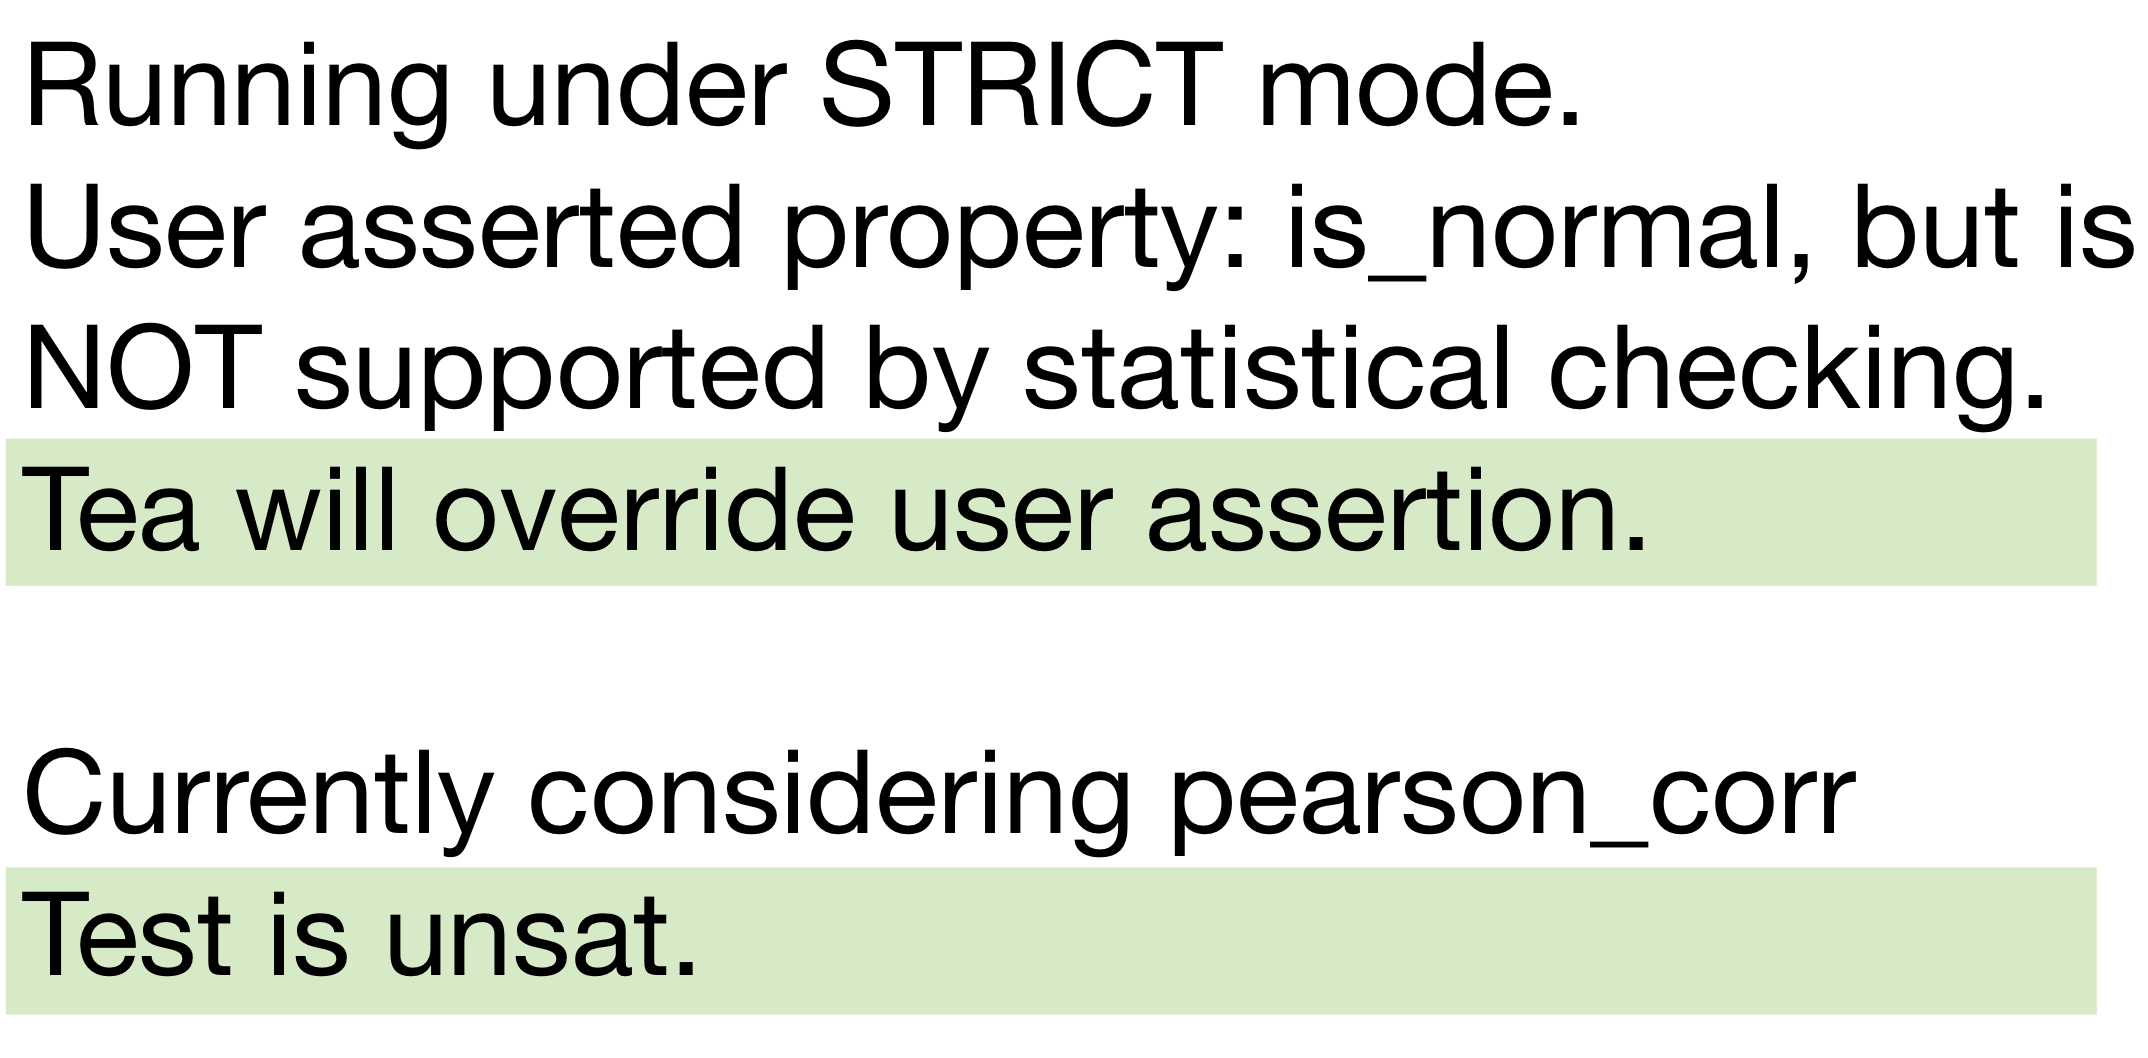 Running under STRICT mode.
User asserted property: is_normal, but is
NOT supported by statistical checking.
Tea will override user assertion.
Currently considering pearson_corr
Test is unsat.